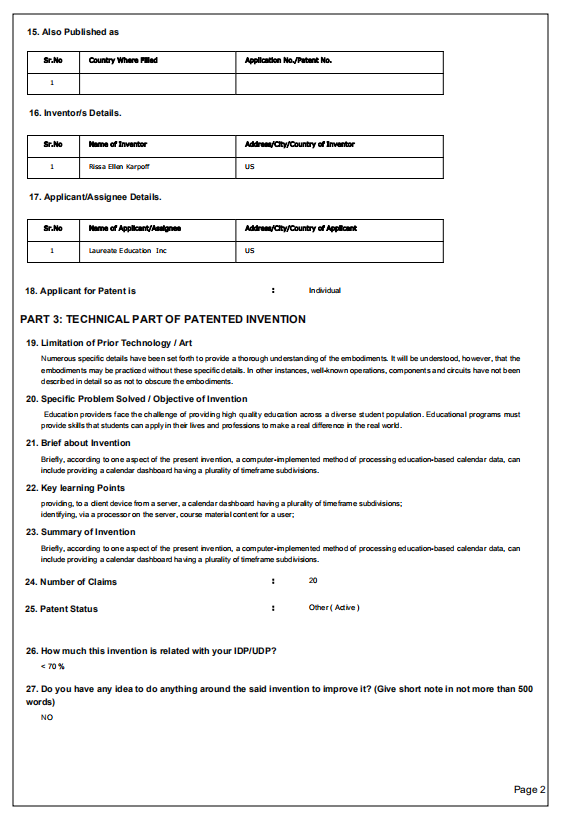 15. Also Published as
Sr.No Country Where Filled Application No./Patent No.
1
16. Inventor/s Details.
Sr.No Name of Inventor Address/City/Country of Inventor
1 Rissa Ellen Karpoff US
17. Applicant/Assignee Details.
Sr.No Name of Applicant/Assignee Address/City/Country of Applicant
1 Laureate Education Inc US
18. Applicant for Patent is : Individual
PART 3: TECHNICAL PART OF PATENTED INVENTION
19. Limitation of Prior Technology / Art
Numerous specific details have been set forth to provide a thorough understanding of the embodiments. It will be understood, however, that the
embodiments may be practiced without these specific details. In other instances, well-known operations, components and circuits have not been
described in detail so as not to obscure the embodiments.
20. Specific Problem Solved / Objective of Invention
Education providers face the challenge of providing high quality education across a diverse student population. Educational programs must
provide skills that students can apply in their lives and professions to make a real difference in the real world.
21. Brief about Invention
Briefly, according to one aspect of the present invention, a computer-implemented method of processing education-based calendar data, can
include providing a calendar dashboard having a plurality of timeframe subdivisions.
22. Key learning Points
providing, to a client device from a server, a calendar dashboard having a plurality of timeframe subdivisions;
identifying, via a processor on the server, course material content for a user;
23. Summary of Invention
Briefly, according to one aspect of the present invention, a computer-implemented method of processing education-based calendar data, can
include providing a calendar dashboard having a plurality of timeframe subdivisions.
24. Number of Claims : 20
25. Patent Status : Other ( Active )
26. How much this invention is related with your IDP/UDP?
< 70 %
27. Do you have any idea to do anything around the said invention to improve it? (Give short note in not more than 500
words)
NO
Page 2